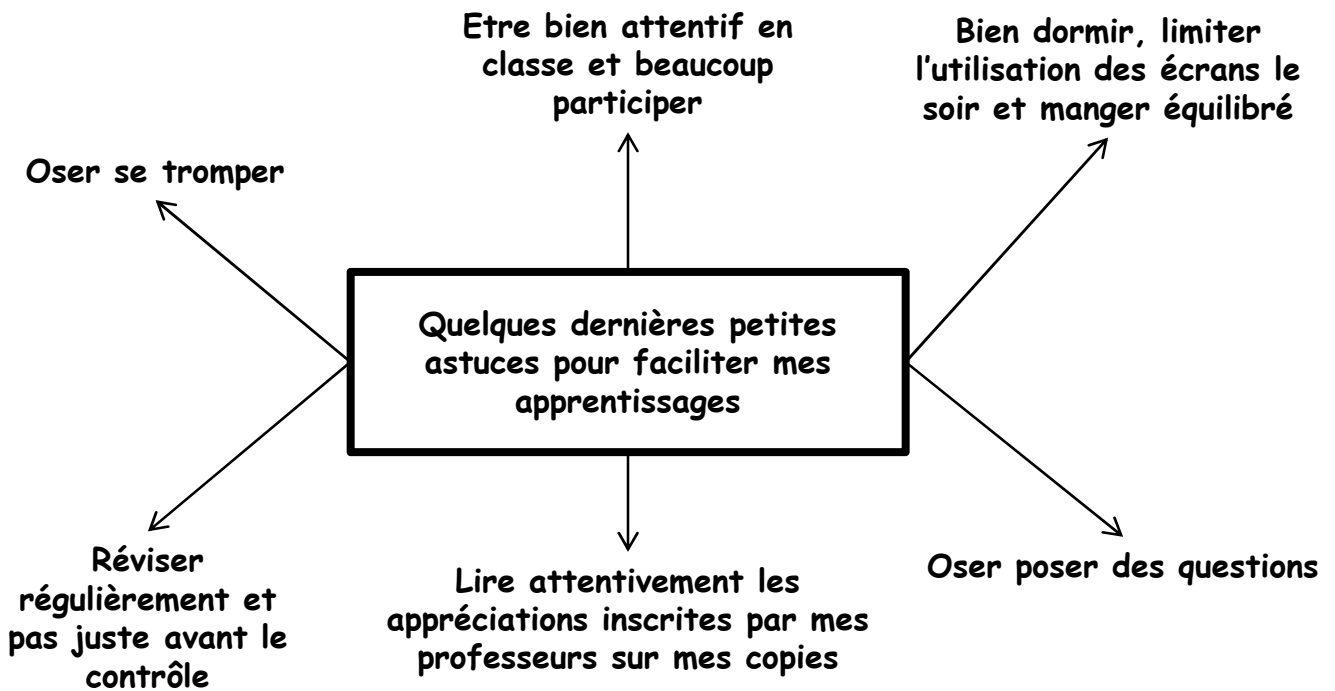 Etre bien attentif en
classe et beaucoup
participer
Bien dormir, limiter
l'utilisation des écrans le
soir et manger équilibré
Oser se tromper
Quelques dernières petites
astuces pour faciliter mes
apprentissages
Réviser
régulièrement et
pas juste avant le
contrôle
Lire attentivement les
appréciations inscrites par mes
professeurs sur mes copies
Oser poser des questions